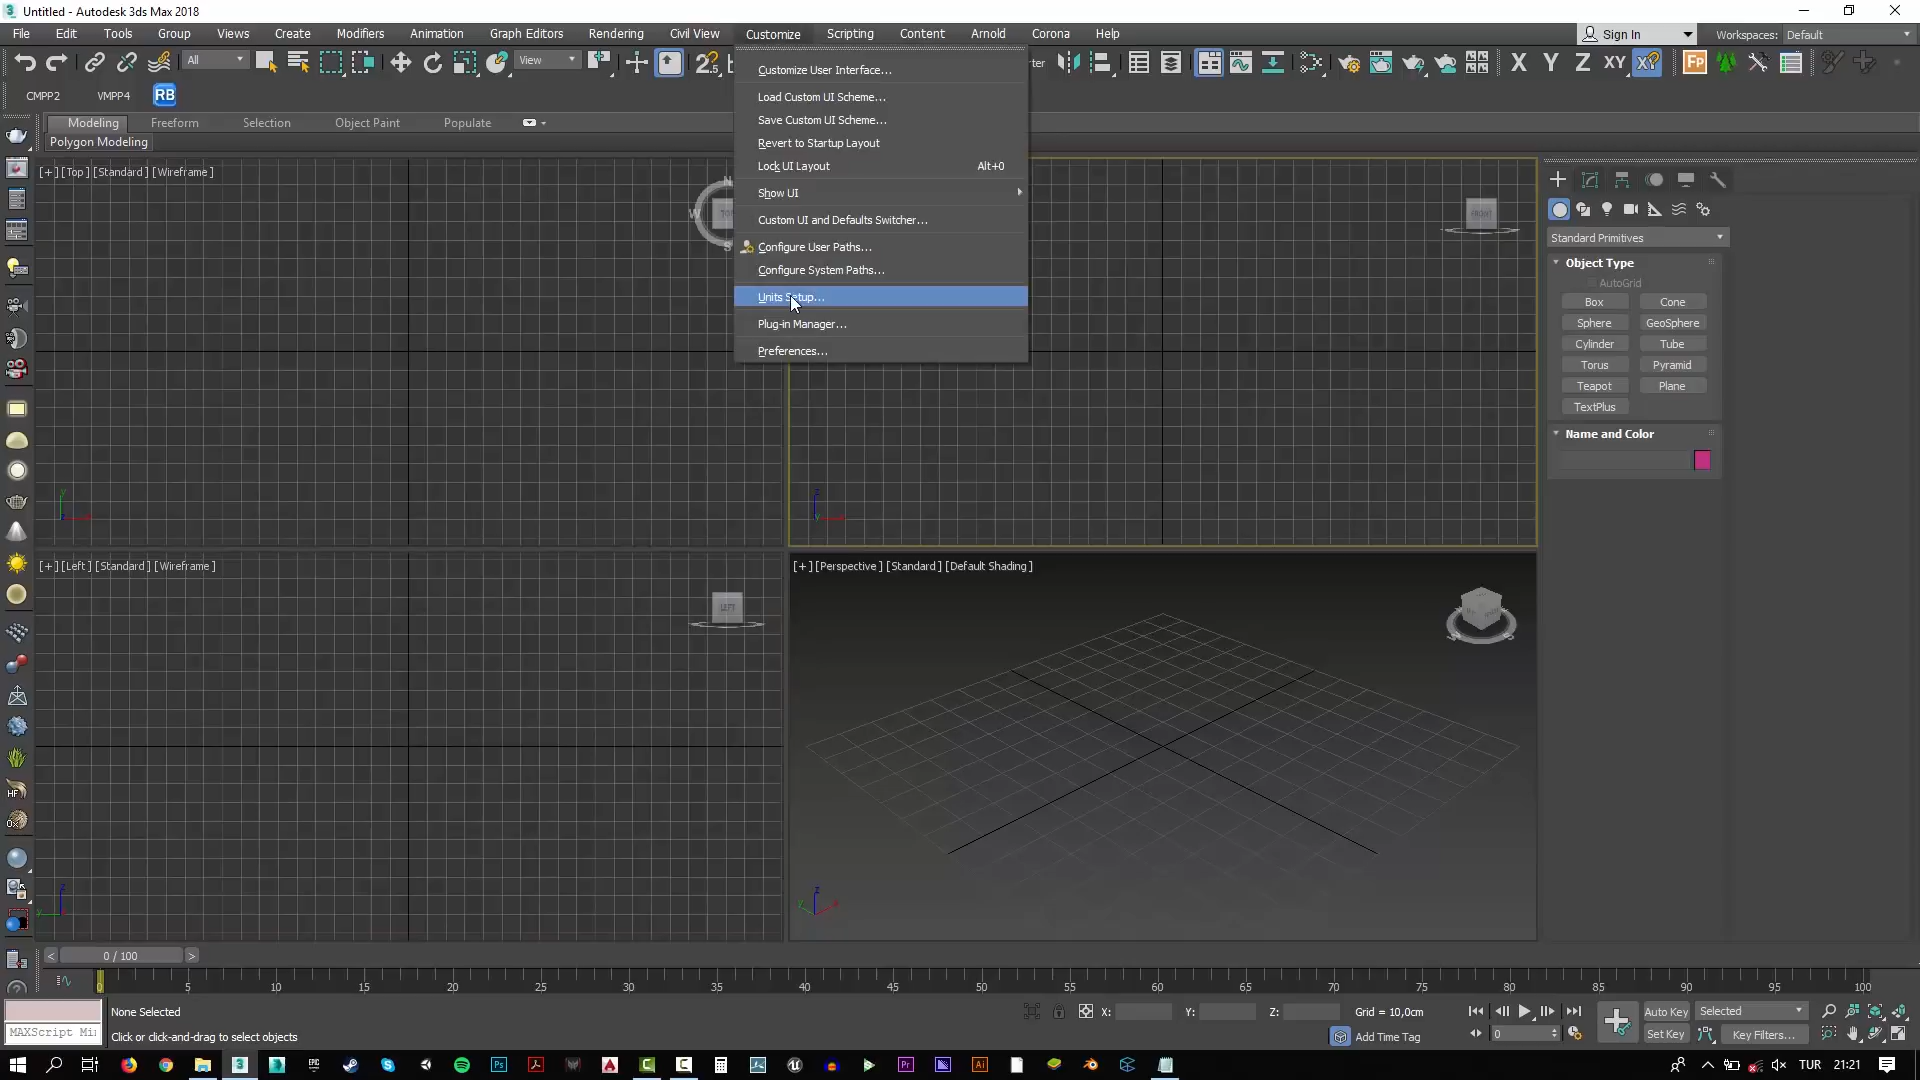 Untitled - Autodesk 3ds Max 2018
File Edit Tools Group Views Create Modifiers Animation Graph Editors Rendering Civil View Customize Scripting Content Arnold Corona Help
Sign In Workspaces: Default
All View X Y Z XY
CMPP2 VMPP4 RB
Modeling Freeform Selection Object Paint Populate
Polygon Modeling
Customize User Interface...
Load Custom UI Scheme...
Save Custom UI Scheme...
Revert to Startup Layout
Lock UI Layout Alt+0
Show UI
Custom UI and Defaults Switcher...
Configure User Paths...
Configure System Paths...
Units Setup...
Plug-in Manager...
Preferences...
[+] [Top] [Standard] [Wireframe]
N
W TOP
S
FRONT
Standard Primitives
Object Type
AutoGrid
Box Cone
Sphere GeoSphere
Cylinder Tube
Torus Pyramid
Teapot Plane
TextPlus
Name and Color
[+] [Left] [Standard] [Wireframe]
LEFT
[+] [Perspective] [Standard] [Default Shading]
< 0 / 100 >
0 5 10 15 20 25 30 35 40 45 50 55 60 65 70 75 80 85 90 95 100
None Selected X: Y: Z: Grid = 10,0cm Auto Key Selected
MAXScript Mi Click or click-and-drag to select objects Add Time Tag 0 Set Key Key Filters...
TUR 21:21